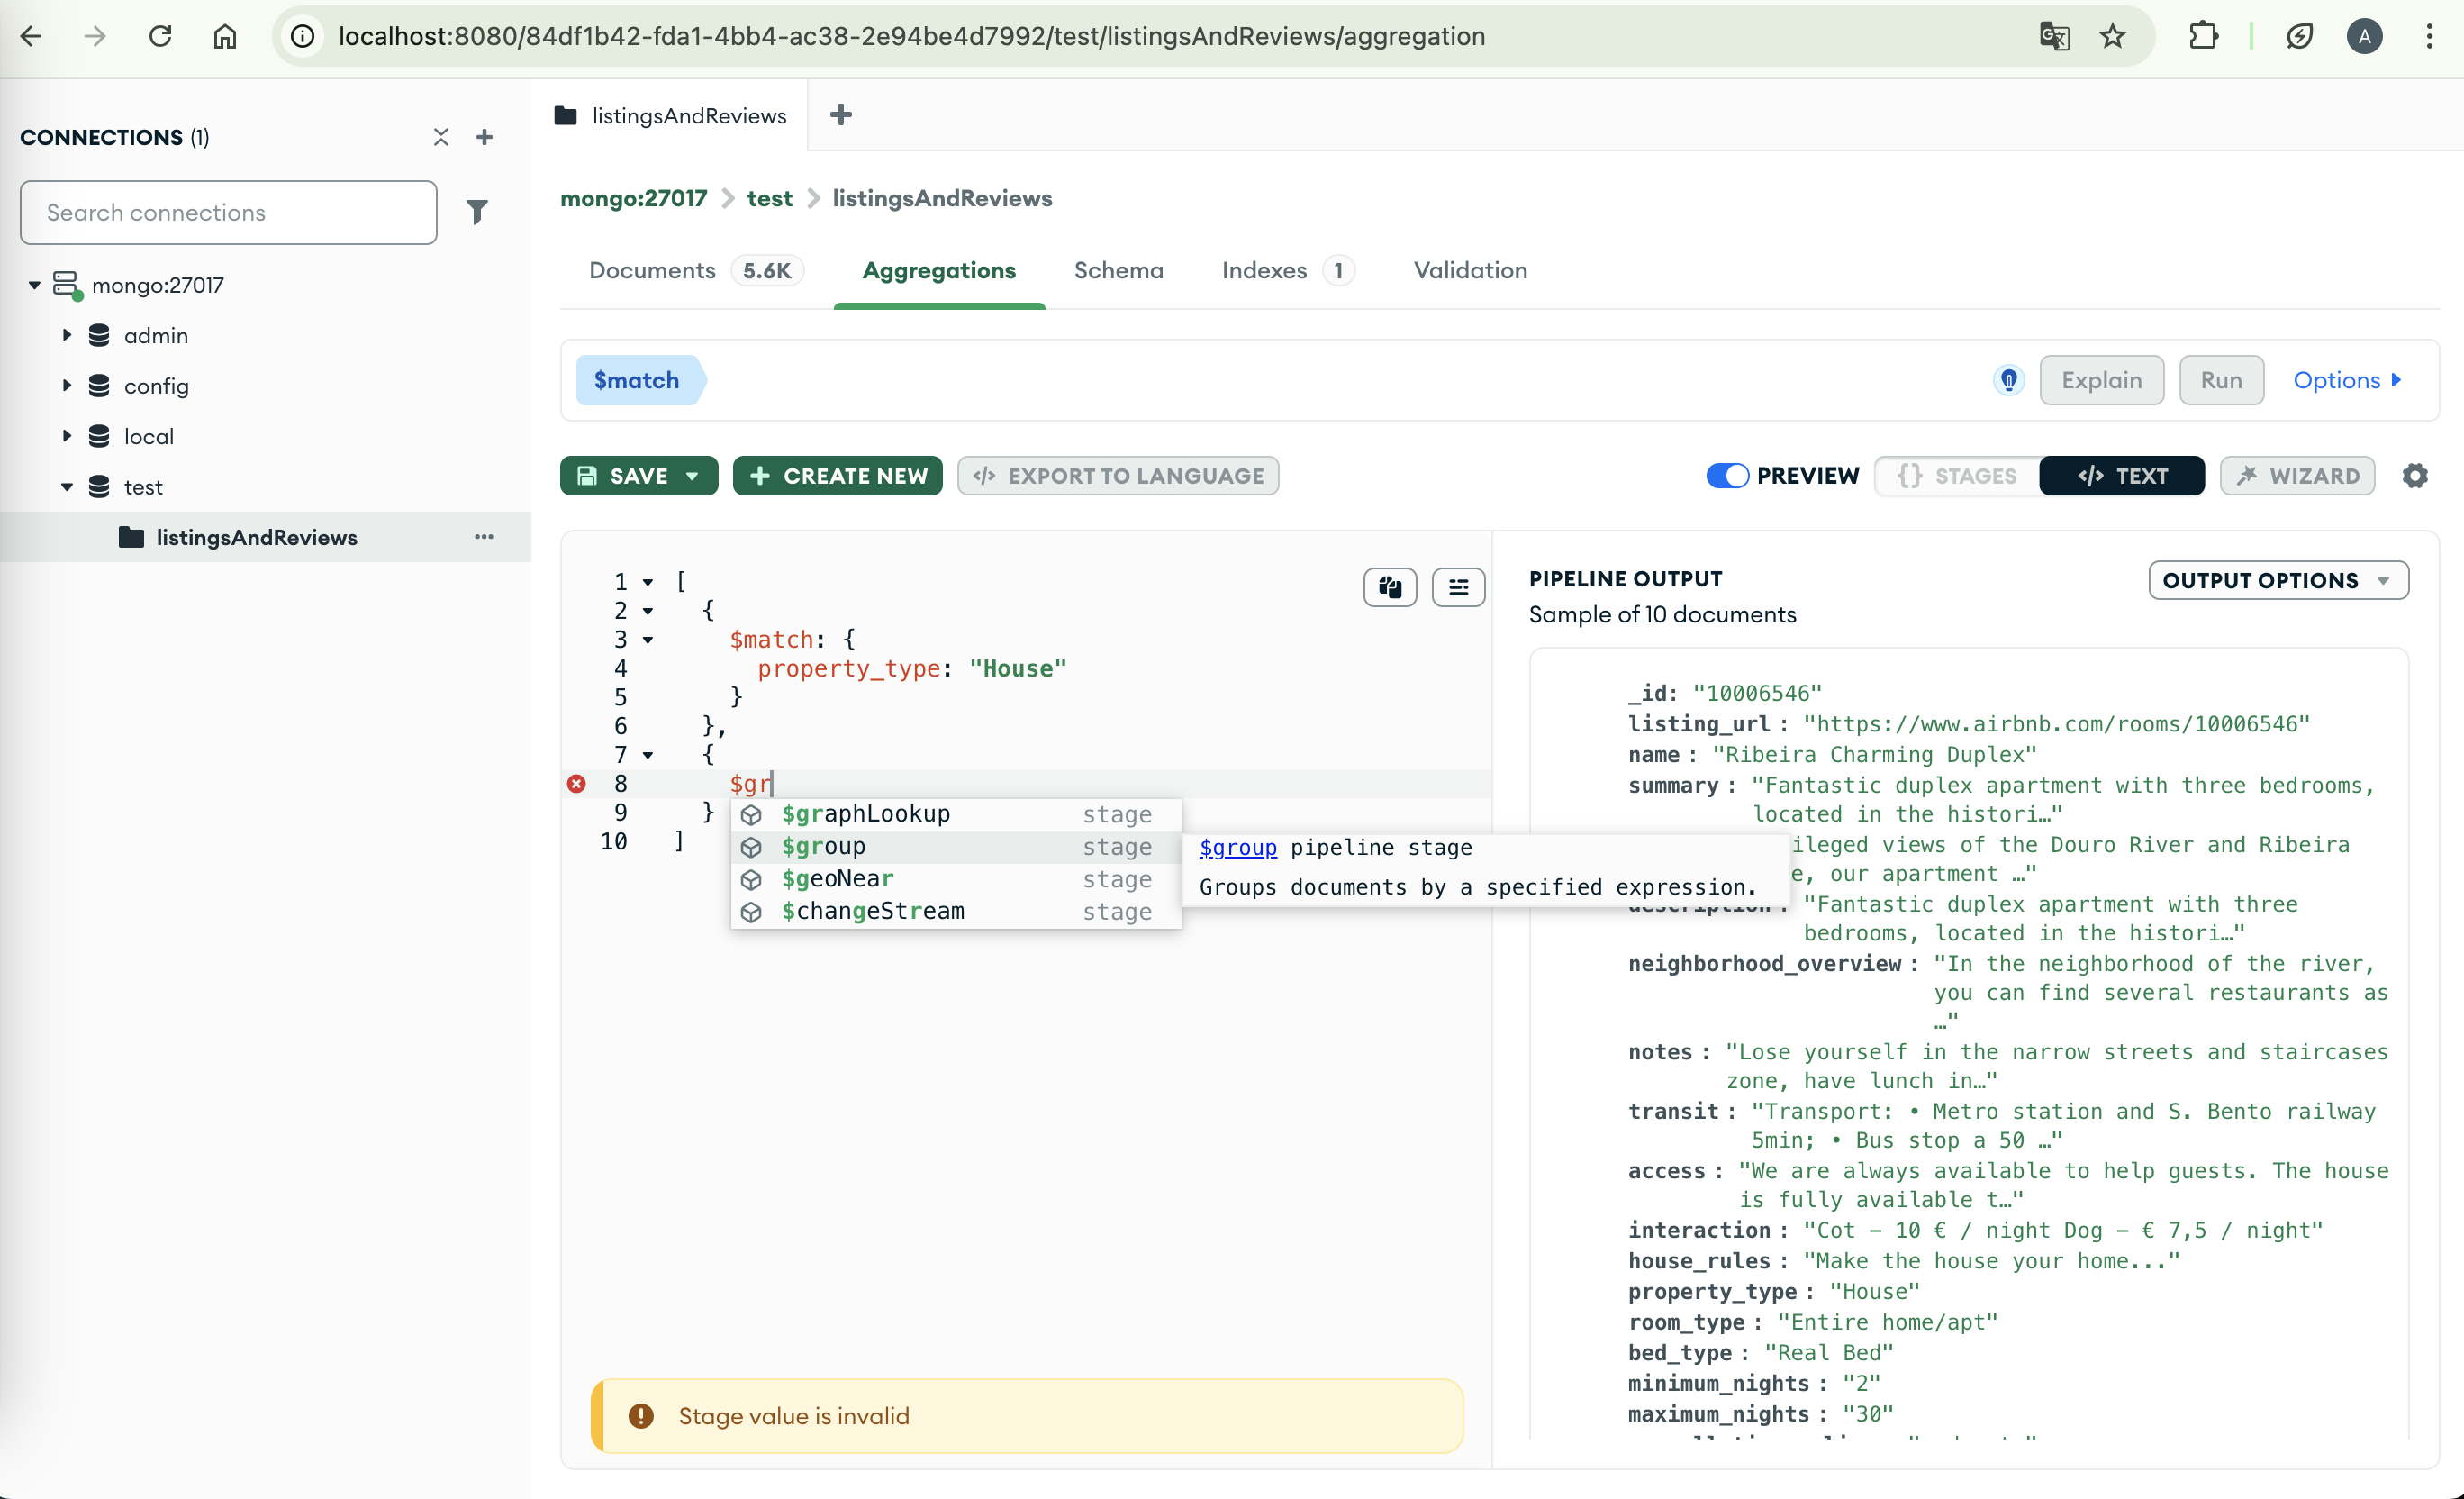 localhost:8080/84df1b42-fda1-4bb4-ac38-2e94be4d7992/test/listingsAndReviews/aggregation
A
CONNECTIONS (1)
Search connections
mongo:27017
admin
config
local
test
listingsAndReviews
listingsAndReviews
mongo:27017 > test > listingsAndReviews
Documents 5.6K Aggregations Schema Indexes 1 Validation
$match
Explain Run Options
SAVE CREATE NEW </> EXPORT TO LANGUAGE
PREVIEW {} STAGES </> TEXT WIZARD
1 [
2 {
3 $match: {
4 property_type: "House"
5 }
6 },
7 {
8 $gr
9 }
10 ]
$graphLookup stage
$group stage
$geoNear stage
$changeStream stage
$group pipeline stage
Groups documents by a specified expression.
Stage value is invalid
PIPELINE OUTPUT
OUTPUT OPTIONS
Sample of 10 documents
_id: "10006546"
listing_url : "https://www.airbnb.com/rooms/10006546"
name : "Ribeira Charming Duplex"
summary : "Fantastic duplex apartment with three bedrooms,
located in the histori…"
ileged views of the Douro River and Ribeira
e, our apartment …"
description : "Fantastic duplex apartment with three
bedrooms, located in the histori…"
neighborhood_overview : "In the neighborhood of the river,
you can find several restaurants as
…"
notes : "Lose yourself in the narrow streets and staircases
zone, have lunch in…"
transit : "Transport: • Metro station and S. Bento railway
5min; • Bus stop a 50 …"
access : "We are always available to help guests. The house
is fully available t…"
interaction : "Cot - 10 € / night Dog - € 7,5 / night"
house_rules : "Make the house your home..."
property_type : "House"
room_type : "Entire home/apt"
bed_type : "Real Bed"
minimum_nights : "2"
maximum_nights : "30"